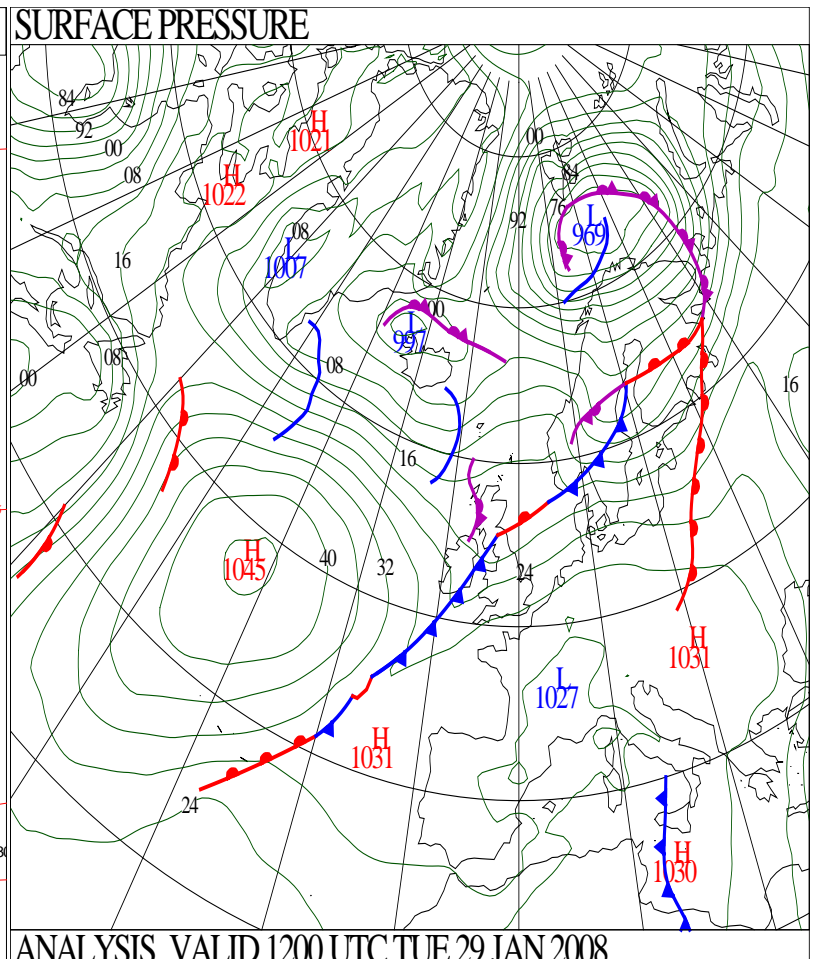 SURFACE PRESSURE
84
92
00
08
H
1021
H
1022
00
84
76
92
L
969
16
08
L
1007
00
L
997
08
00
08
16
16
H
1045
40
32
24
H
1031
L
1027
H
1031
24
H
1030
ANALYSIS VALID 1200 UTC TUE 29 JAN 2008